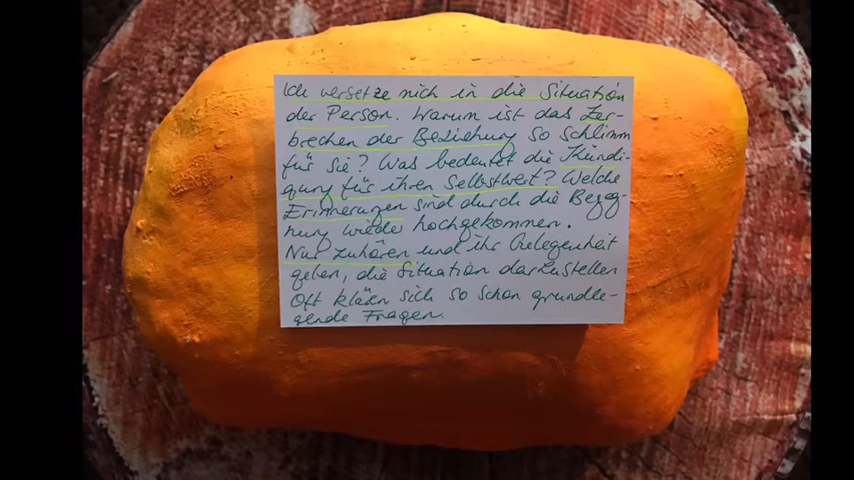 Ich versetze mich in die Situation
der Person. Warum ist das Zer-
brechen der Beziehung so schlimm
für sie? Was bedeutet die Kündi-
gung für ihren Selbstwert? Welche
Erinnerungen sind durch die Begeg-
nung wieder hochgekommen.
Nur zuhören und ihr Gelegenheit
geben, die Situation darzustellen
Oft klären sich so schon grundle-
gende Fragen.